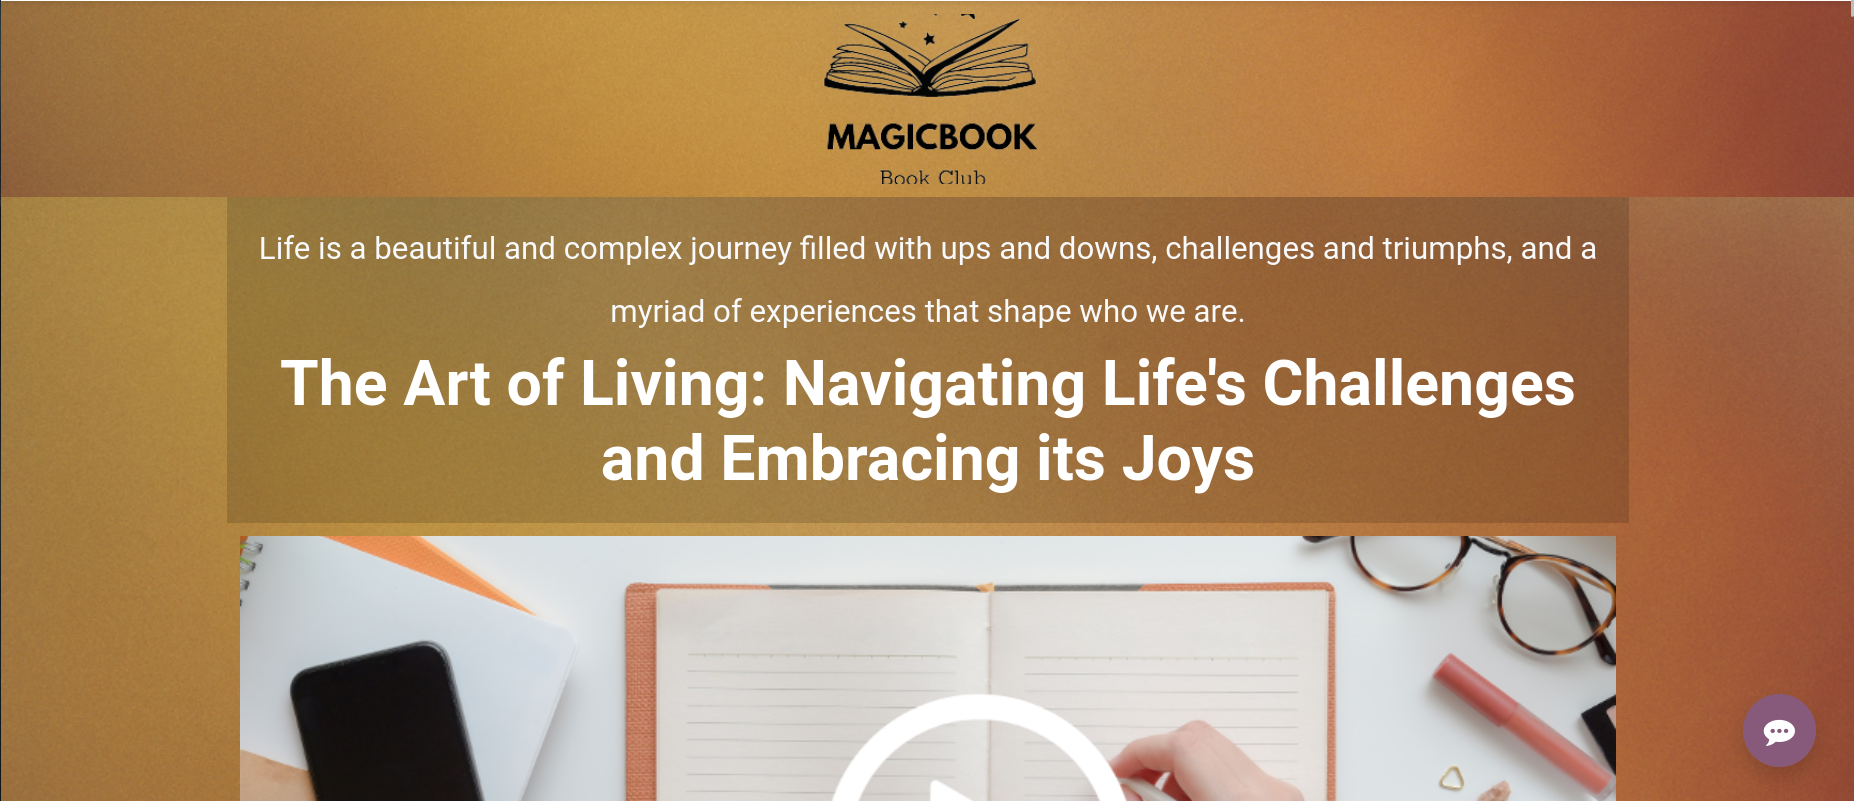 MAGICBOOK
Book Club
Life is a beautiful and complex journey filled with ups and downs, challenges and triumphs, and a
myriad of experiences that shape who we are.
The Art of Living: Navigating Life's Challenges
and Embracing its Joys